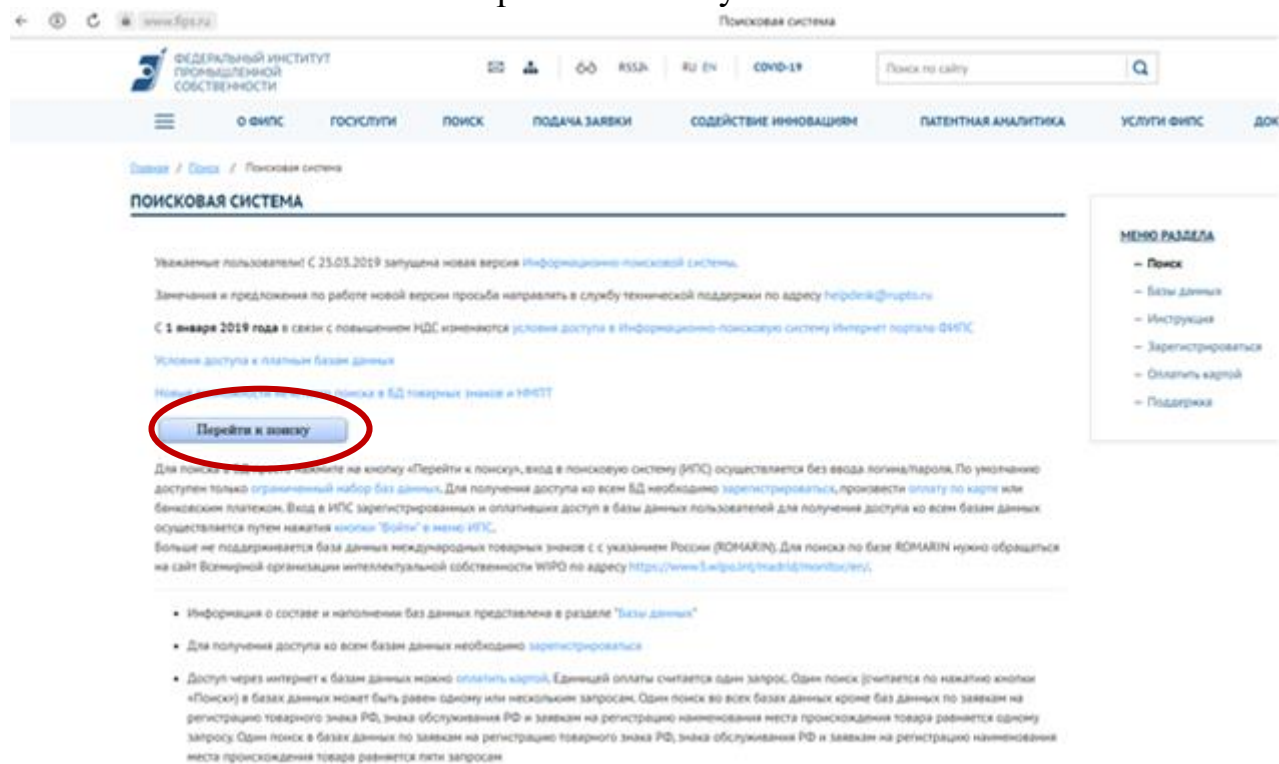 www.fips.ru
Поисковая система
ФЕДЕРАЛЬНЫЙ ИНСТИТУТ
ПРОМЫШЛЕННОЙ
СОБСТВЕННОСТИ
RSS
RU EN
COVID-19
Поиск по сайту
О ФИПС ГОСУСЛУГИ ПОИСК ПОДАЧА ЗАЯВКИ СОДЕЙСТВИЕ ИННОВАЦИЯМ ПАТЕНТНАЯ АНАЛИТИКА УСЛУГИ ФИПС ДОК
Главная / Поиск / Поисковая система
ПОИСКОВАЯ СИСТЕМА
Уважаемые пользователи! С 25.03.2019 запущена новая версия Информационно-поисковой системы.
Замечания и предложения по работе новой версии просьба направлять в службу технической поддержки по адресу helpdesk@rupto.ru
С 1 января 2019 года в связи с повышением НДС изменяются условия доступа в Информационно-поисковую систему Интернет портала ФИПС
Условия доступа к платным базам данных
Новые поиска в БД товарных знаков и НМПТ
Перейти к поиску
Для поиска в БД просто нажмите на кнопку «Перейти к поиску», вход в поисковую систему (ИПС) осуществляется без ввода логина/пароля. По умолчанию
доступен только ограниченный набор баз данных. Для получения доступа ко всем БД необходимо зарегистрироваться, произвести оплату по карте или
банковским платежом. Вход в ИПС зарегистрированных и оплативших доступ в базы данных пользователей для получения доступа ко всем базам данных
осуществляется путем нажатия кнопки "Войти" в меню ИПС.
Больше не поддерживается база данных международных товарных знаков с с указанием России (ROMARIN). Для поиска по базе ROMARIN нужно обращаться
на сайт Всемирной организации интеллектуальной собственности WIPO по адресу https://www3.wipo.int/madrid/monitor/en/.
• Информация о составе и наполнении баз данных представлена в разделе "Базы данных"
• Для получения доступа ко всем базам данных необходимо зарегистрироваться
• Доступ через интернет к базам данных можно оплатить картой. Единицей оплаты считается один запрос. Один поиск (считается по нажатию кнопки
«Поиск») в базах данных может быть равен одному или нескольким запросам. Один поиск во всех базах данных кроме баз данных по заявкам на
регистрацию товарного знака РФ, знака обслуживания РФ и заявкам на регистрацию наименования места происхождения товара равняется одному
запросу. Один поиск в базах данных по заявкам на регистрацию товарного знака РФ, знака обслуживания РФ и заявкам на регистрацию наименования
места происхождения товара равняется пяти запросам
МЕНЮ РАЗДЕЛА
– Поиск
– Базы данных
– Инструкция
– Зарегистрироваться
– Оплатить картой
– Поддержка